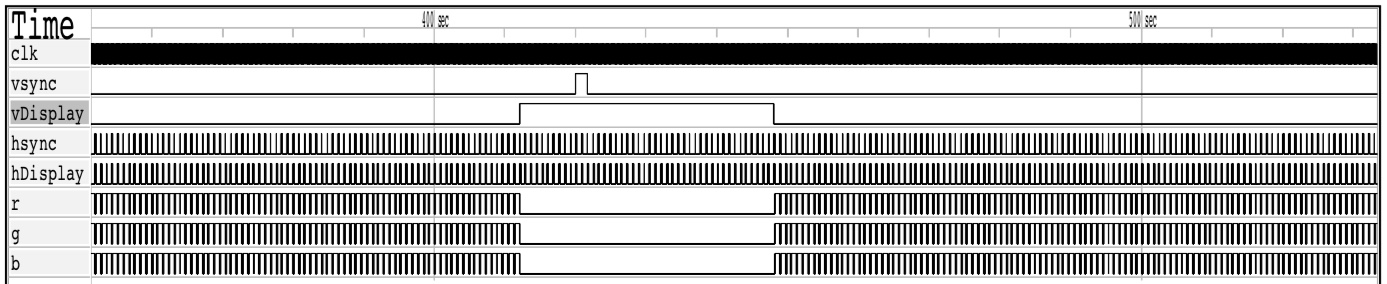 Time
400 sec 500 sec
clk
vsync
vDisplay
hsync
hDisplay
r
g
b